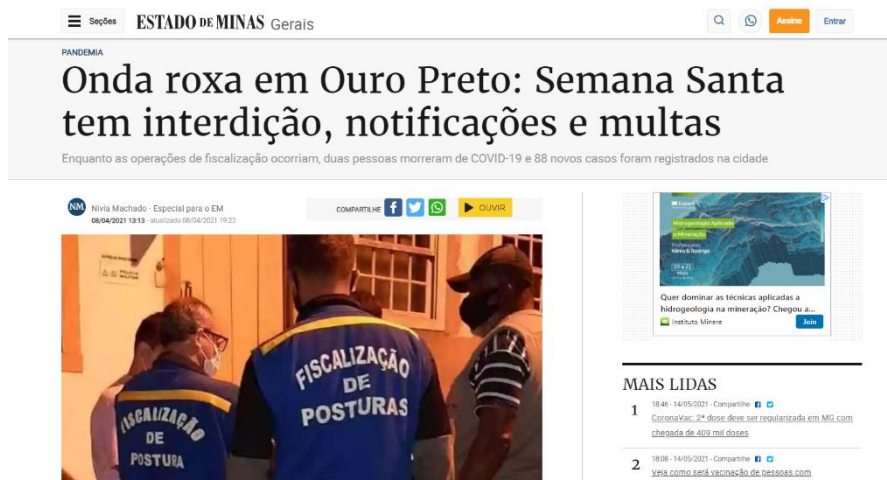 Seções ESTADO DE MINAS Gerais Assine Entrar
PANDEMIA
Onda roxa em Ouro Preto: Semana Santa
tem interdição, notificações e multas
Enquanto as operações de fiscalização ocorriam, duas pessoas morreram de COVID-19 e 88 novos casos foram registrados na cidade
NM Nivia Machado - Especial para o EM
08/04/2021 13:13 - atualizado 08/04/2021 19:23
COMPARTILHE OUVIR
FISCALIZAÇÃO
DE
POSTURA
FISCALIZAÇÃO
DE
POSTURAS
Hidrogeologia Aplicada
a Mineração
Quer dominar as técnicas aplicadas a
hidrogeologia na mineração? Chegou a...
Instituto Minere Join
MAIS LIDAS
1 18:46 - 14/05/2021 - Compartilhe
CoronaVac: 2ª dose deve ser regularizada em MG com
chegada de 409 mil doses
2 18:08 - 14/05/2021 - Compartilhe
Veja como será vacinação de pessoas com